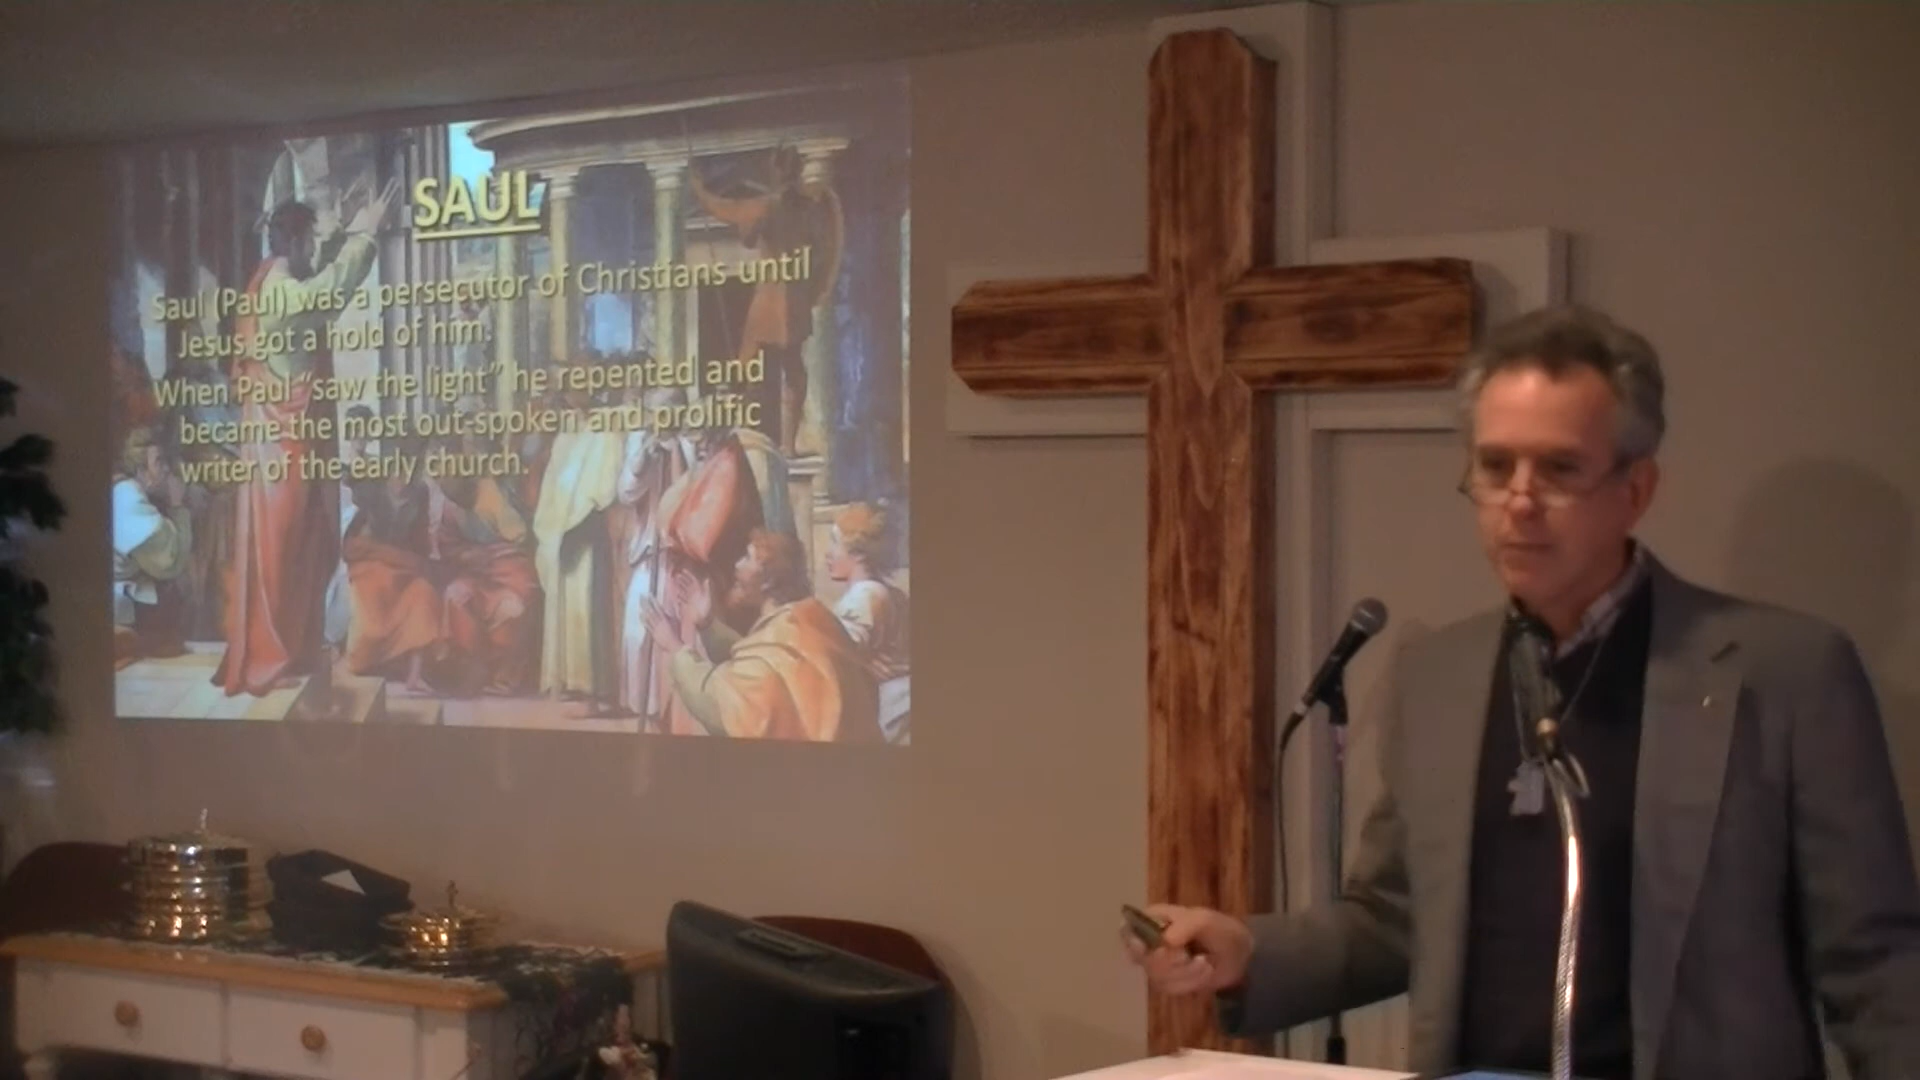 SAUL
Saul (Paul) was a persecutor of Christians until
Jesus got a hold of him.
When Paul “saw the light” he repented and
became the most out-spoken and prolific
writer of the early church.